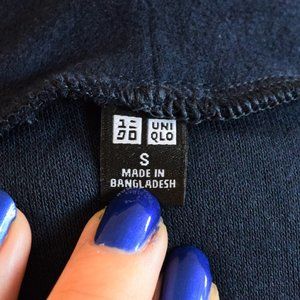 ユニ UNI
クロ QLO
S
MADE IN
BANGLADESH